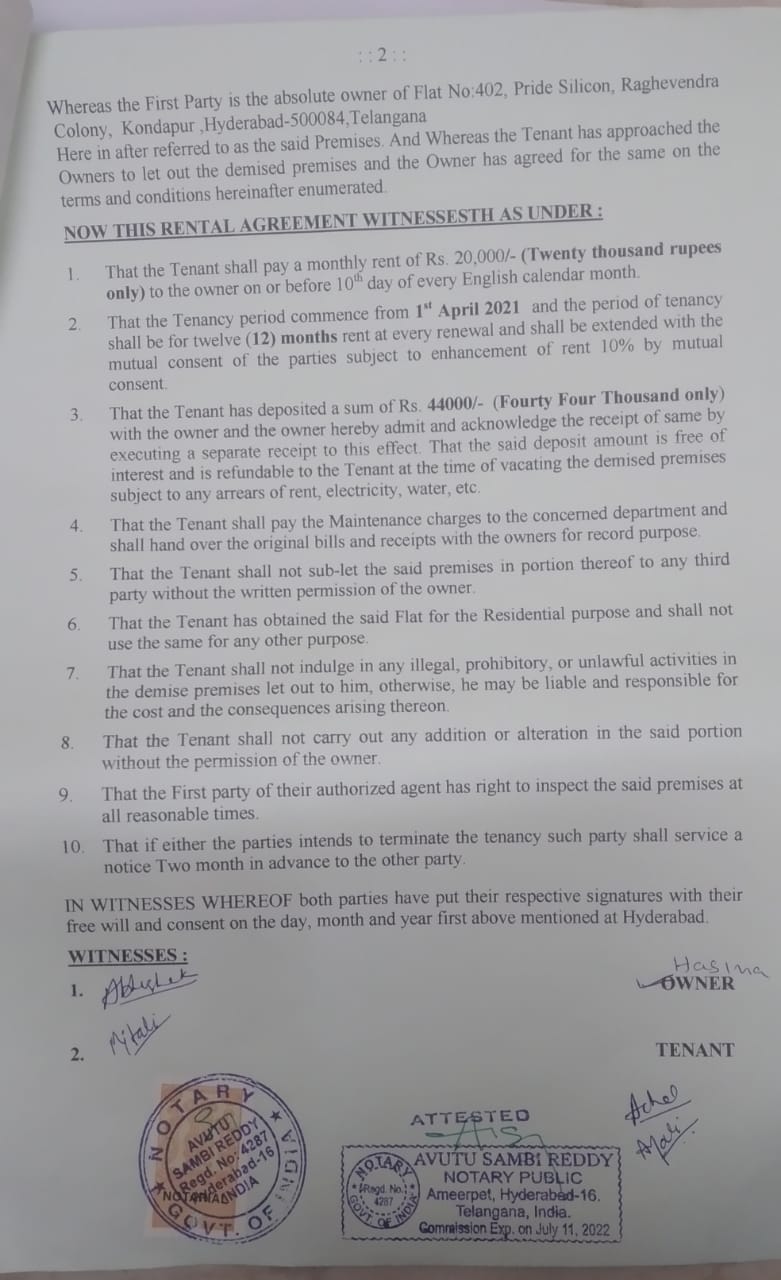 : : 2 : :
Whereas the First Party is the absolute owner of Flat No:402, Pride Silicon, Raghevendra
Colony, Kondapur ,Hyderabad-500084,Telangana
Here in after referred to as the said Premises. And Whereas the Tenant has approached the
Owners to let out the demised premises and the Owner has agreed for the same on the
terms and conditions hereinafter enumerated.
NOW THIS RENTAL AGREEMENT WITNESSESTH AS UNDER :
1. That the Tenant shall pay a monthly rent of Rs. 20,000/- (Twenty thousand rupees
only) to the owner on or before 10th day of every English calendar month.
2. That the Tenancy period commence from 1st April 2021 and the period of tenancy
shall be for twelve (12) months rent at every renewal and shall be extended with the
mutual consent of the parties subject to enhancement of rent 10% by mutual
consent.
3. That the Tenant has deposited a sum of Rs. 44000/- (Fourty Four Thousand only)
with the owner and the owner hereby admit and acknowledge the receipt of same by
executing a separate receipt to this effect. That the said deposit amount is free of
interest and is refundable to the Tenant at the time of vacating the demised premises
subject to any arrears of rent, electricity, water, etc.
4. That the Tenant shall pay the Maintenance charges to the concerned department and
shall hand over the original bills and receipts with the owners for record purpose.
5. That the Tenant shall not sub-let the said premises in portion thereof to any third
party without the written permission of the owner.
6. That the Tenant has obtained the said Flat for the Residential purpose and shall not
use the same for any other purpose.
7. That the Tenant shall not indulge in any illegal, prohibitory, or unlawful activities in
the demise premises let out to him, otherwise, he may be liable and responsible for
the cost and the consequences arising thereon.
8. That the Tenant shall not carry out any addition or alteration in the said portion
without the permission of the owner.
9. That the First party of their authorized agent has right to inspect the said premises at
all reasonable times.
10. That if either the parties intends to terminate the tenancy such party shall service a
notice Two month in advance to the other party.
IN WITNESSES WHEREOF both parties have put their respective signatures with their
free will and consent on the day, month and year first above mentioned at Hyderabad.
WITNESSES :
1. Abhishek
Hasina
OWNER
2. Mitali
TENANT
NOTARY
AVUTU
SAMBI REDDY
Regd. No: 4287
Hyderabad-16
INDIA
GOVT. OF INDIA
ATTESTED
NOTARY
Regd. No.:
4287
GOVT. OF INDIA
AVUTU SAMBI REDDY
NOTARY PUBLIC
Ameerpet, Hyderabad-16.
Telangana, India.
Commission Exp. on July 11, 2022